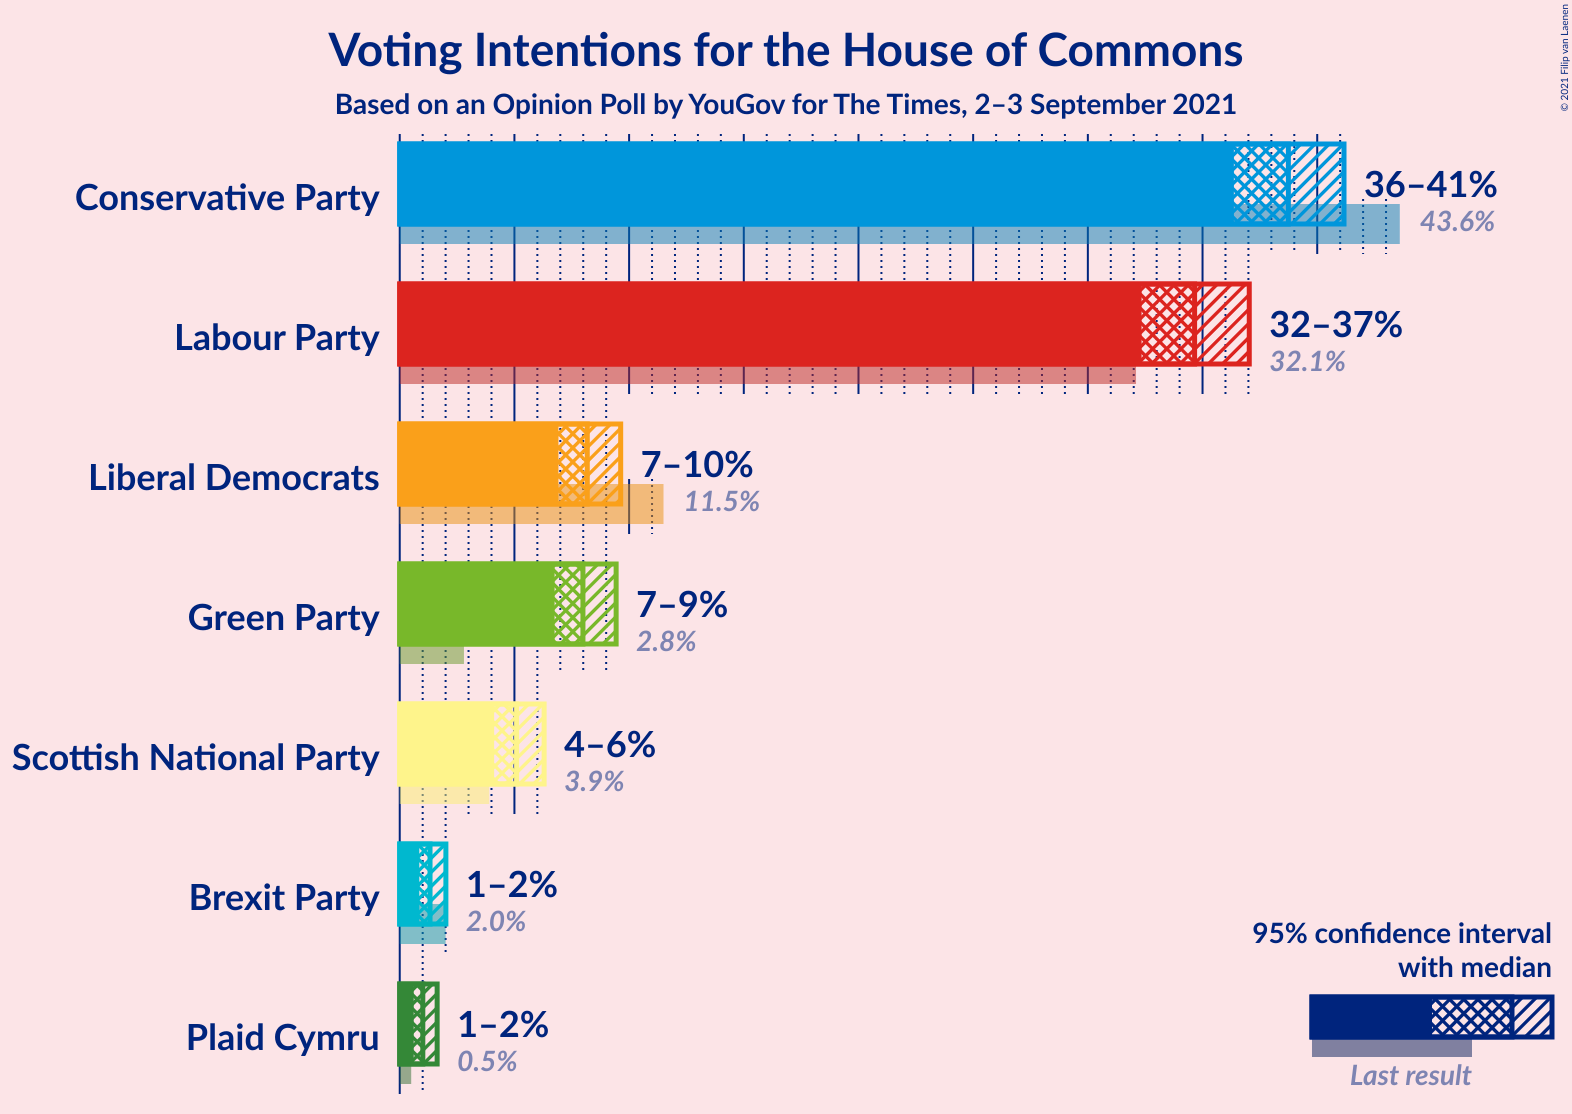 Voting Intentions for the House of Commons
Based on an Opinion Poll by YouGov for The Times, 2–3 September 2021
© 2021 Filip van Laenen
Conservative Party
36–41%
43.6%
Labour Party
32–37%
32.1%
Liberal Democrats
7–10%
11.5%
Green Party
7–9%
2.8%
Scottish National Party
4–6%
3.9%
Brexit Party
1–2%
2.0%
Plaid Cymru
1–2%
0.5%
95% confidence interval
with median
Last result